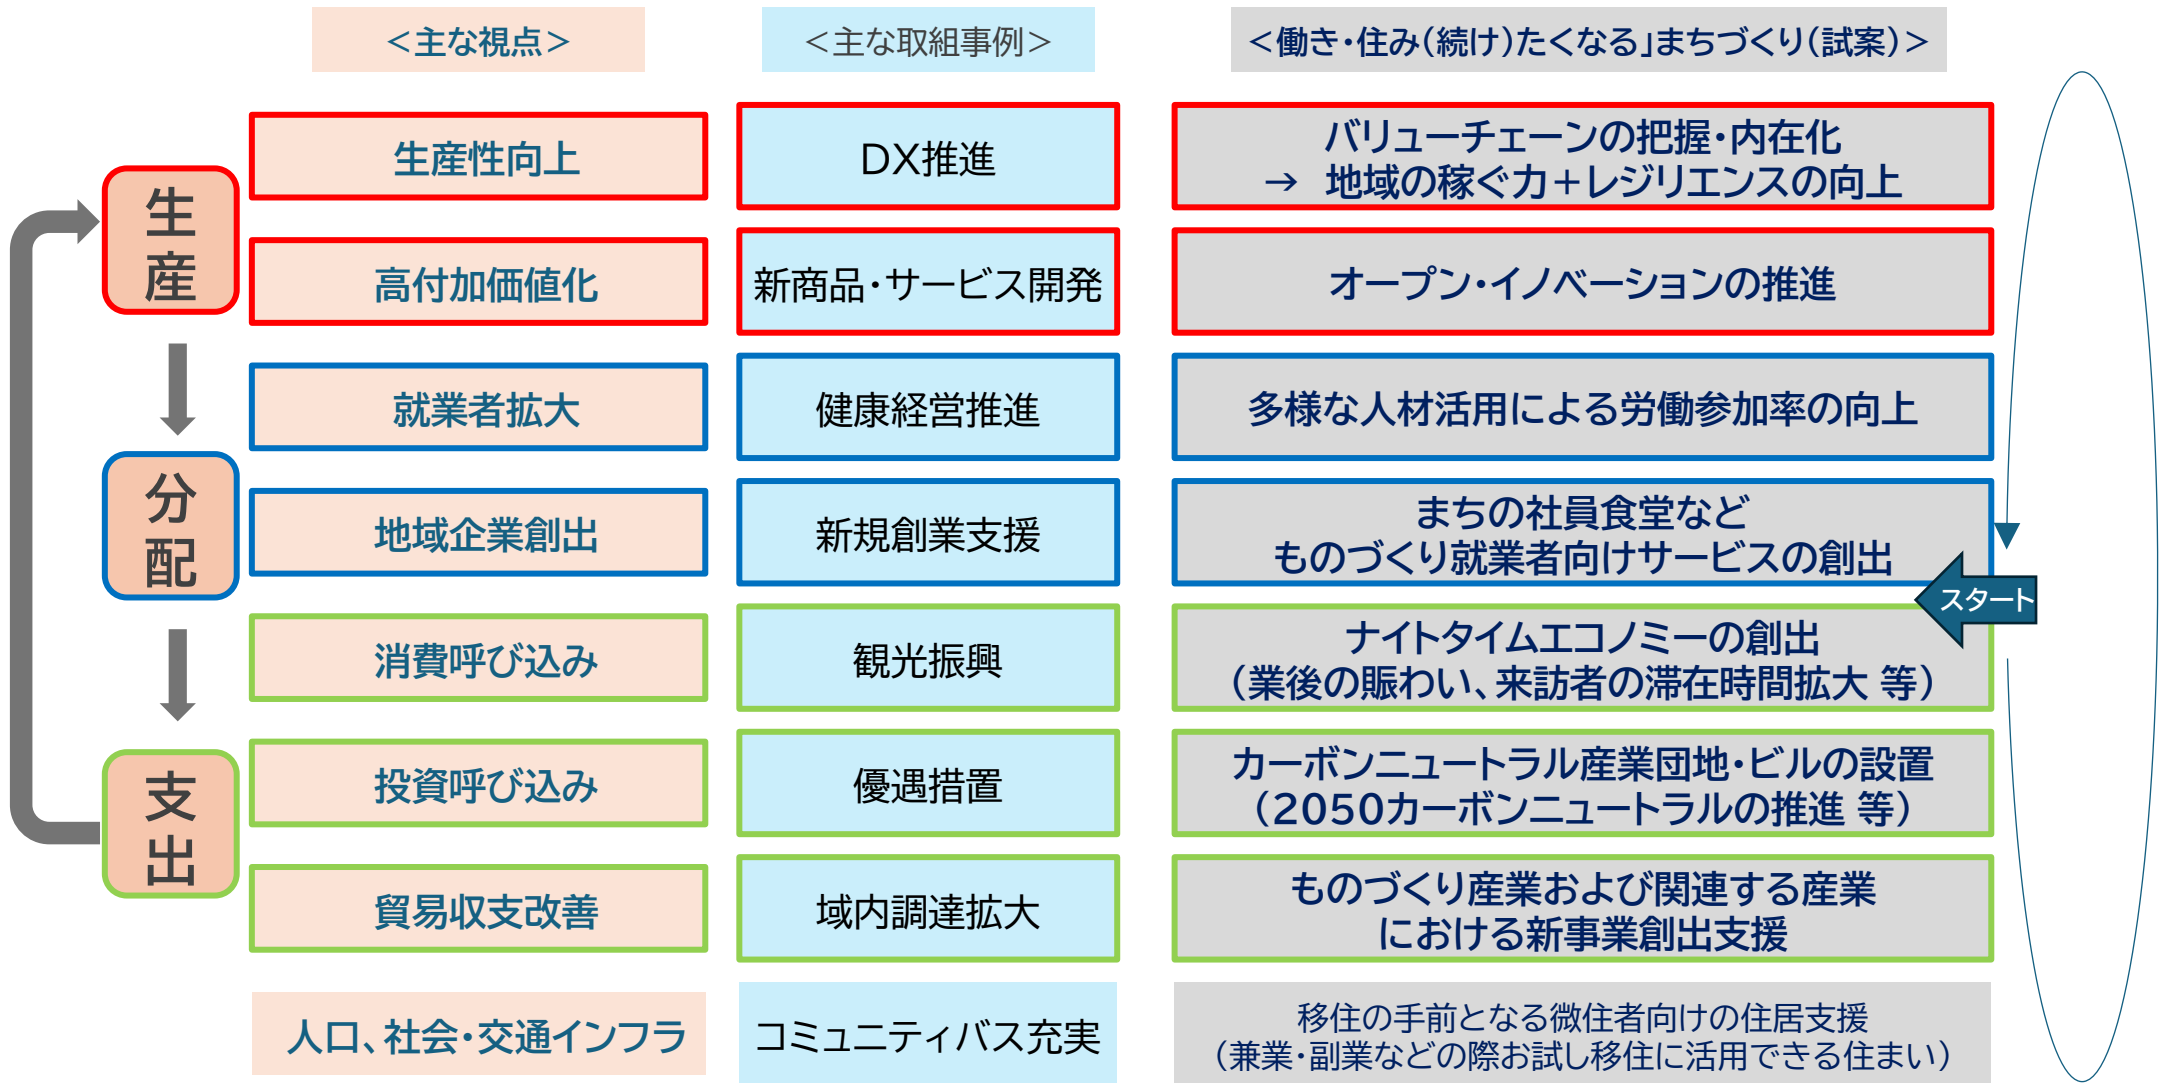 ＜主な視点＞
＜主な取組事例＞
＜働き・住み（続け）たくなる」まちづくり（試案）＞
生産
生産性向上
DX推進
バリューチェーンの把握・内在化
→ 地域の稼ぐ力＋レジリエンスの向上
高付加価値化
新商品・サービス開発
オープン・イノベーションの推進
分配
就業者拡大
健康経営推進
多様な人材活用による労働参加率の向上
地域企業創出
新規創業支援
まちの社員食堂など
ものづくり就業者向けサービスの創出
スタート
支出
消費呼び込み
観光振興
ナイトタイムエコノミーの創出
（業後の賑わい、来訪者の滞在時間拡大 等）
投資呼び込み
優遇措置
カーボンニュートラル産業団地・ビルの設置
（2050カーボンニュートラルの推進 等）
貿易収支改善
域内調達拡大
ものづくり産業および関連する産業
における新事業創出支援
人口、社会・交通インフラ
コミュニティバス充実
移住の手前となる微住者向けの住居支援
（兼業・副業などの際お試し移住に活用できる住まい）